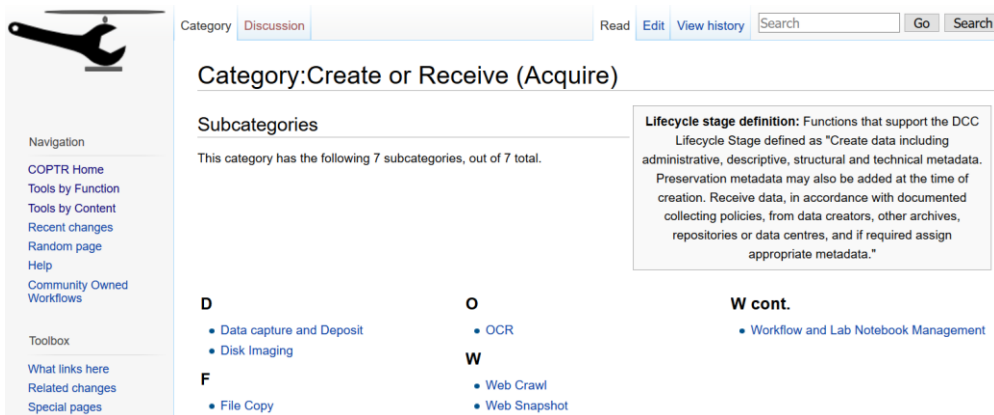 Category Discussion Read Edit View history Search Go Search
Category:Create or Receive (Acquire)
Subcategories
This category has the following 7 subcategories, out of 7 total.
Lifecycle stage definition: Functions that support the DCC
Lifecycle Stage defined as "Create data including
administrative, descriptive, structural and technical metadata.
Preservation metadata may also be added at the time of
creation. Receive data, in accordance with documented
collecting policies, from data creators, other archives,
repositories or data centres, and if required assign
appropriate metadata."
Navigation
COPTR Home
Tools by Function
Tools by Content
Recent changes
Random page
Help
Community Owned
Workflows
Toolbox
What links here
Related changes
Special pages
D
Data capture and Deposit
Disk Imaging
F
File Copy
O
OCR
W
Web Crawl
Web Snapshot
W cont.
Workflow and Lab Notebook Management